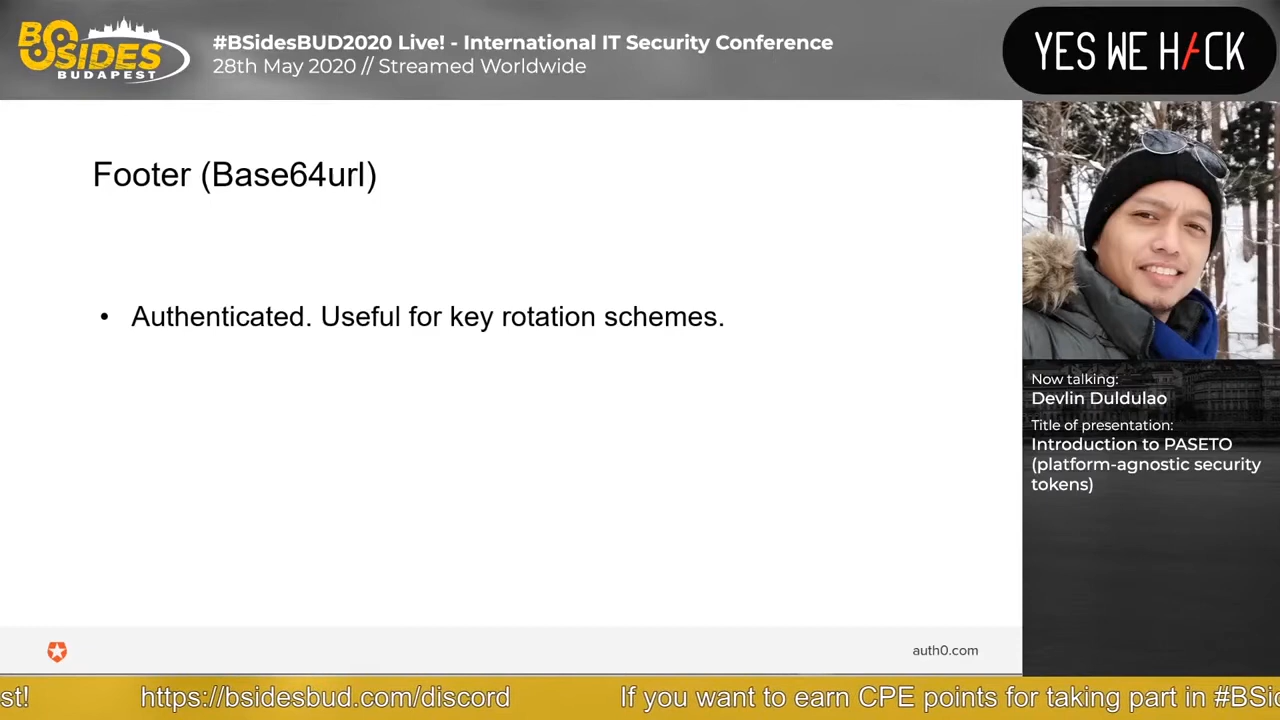 BSIDES
BUDAPEST
#BSidesBUD2020 Live! - International IT Security Conference
28th May 2020 // Streamed Worldwide
YES WE H/CK
Footer (Base64url)
• Authenticated. Useful for key rotation schemes.
Now talking:
Devlin Duldulao
Title of presentation:
Introduction to PASETO
(platform-agnostic security
tokens)
auth0.com
st! https://bsidesbud.com/discord If you want to earn CPE points for taking part in #BSid